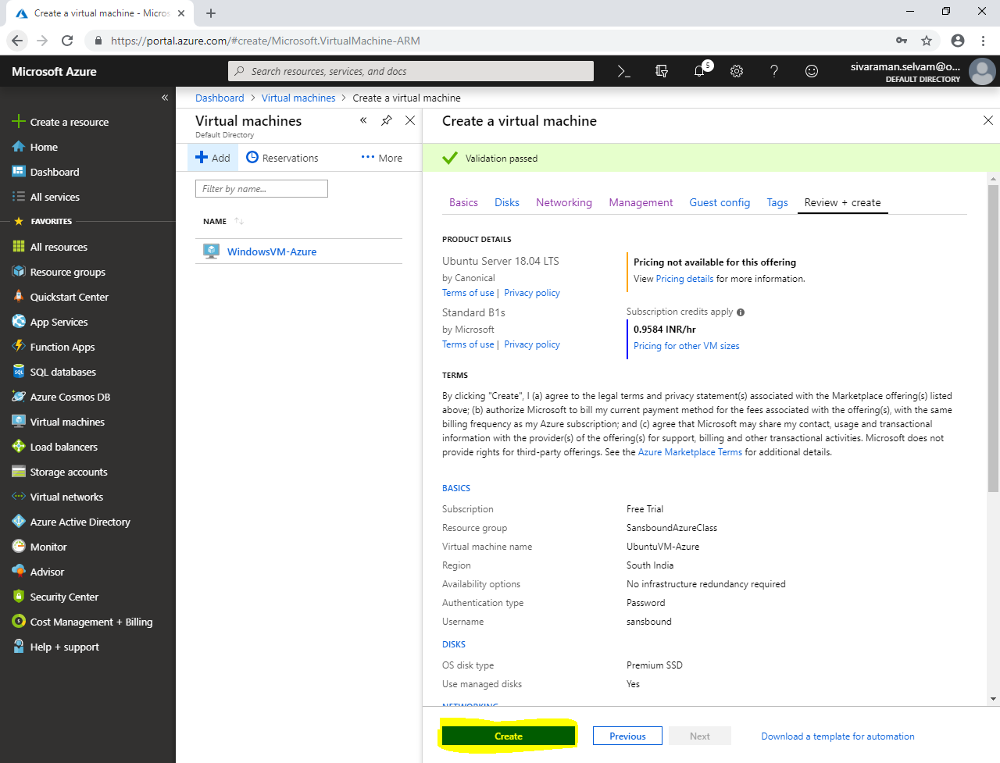 Create a virtual machine - Micros
https://portal.azure.com/#create/Microsoft.VirtualMachine-ARM
Microsoft Azure
Search resources, services, and docs
5
sivaraman.selvam@o...
DEFAULT DIRECTORY
Create a resource
Home
Dashboard
All services
FAVORITES
All resources
Resource groups
Quickstart Center
App Services
Function Apps
SQL databases
Azure Cosmos DB
Virtual machines
Load balancers
Storage accounts
Virtual networks
Azure Active Directory
Monitor
Advisor
Security Center
Cost Management + Billing
Help + support
Dashboard > Virtual machines > Create a virtual machine
Virtual machines
Default Directory
Add Reservations ••• More
Filter by name...
NAME
WindowsVM-Azure
Create a virtual machine
Validation passed
Basics Disks Networking Management Guest config Tags Review + create
PRODUCT DETAILS
Ubuntu Server 18.04 LTS
by Canonical
Terms of use | Privacy policy
Pricing not available for this offering
View Pricing details for more information.
Standard B1s
by Microsoft
Terms of use | Privacy policy
Subscription credits apply
0.9584 INR/hr
Pricing for other VM sizes
TERMS
By clicking "Create", I (a) agree to the legal terms and privacy statement(s) associated with the Marketplace offering(s) listed
above; (b) authorize Microsoft to bill my current payment method for the fees associated with the offering(s), with the same
billing frequency as my Azure subscription; and (c) agree that Microsoft may share my contact, usage and transactional
information with the provider(s) of the offering(s) for support, billing and other transactional activities. Microsoft does not
provide rights for third-party offerings. See the Azure Marketplace Terms for additional details.
BASICS
Subscription Free Trial
Resource group SansboundAzureClass
Virtual machine name UbuntuVM-Azure
Region South India
Availability options No infrastructure redundancy required
Authentication type Password
Username sansbound
DISKS
OS disk type Premium SSD
Use managed disks Yes
NETWORKING
Create Previous Next Download a template for automation